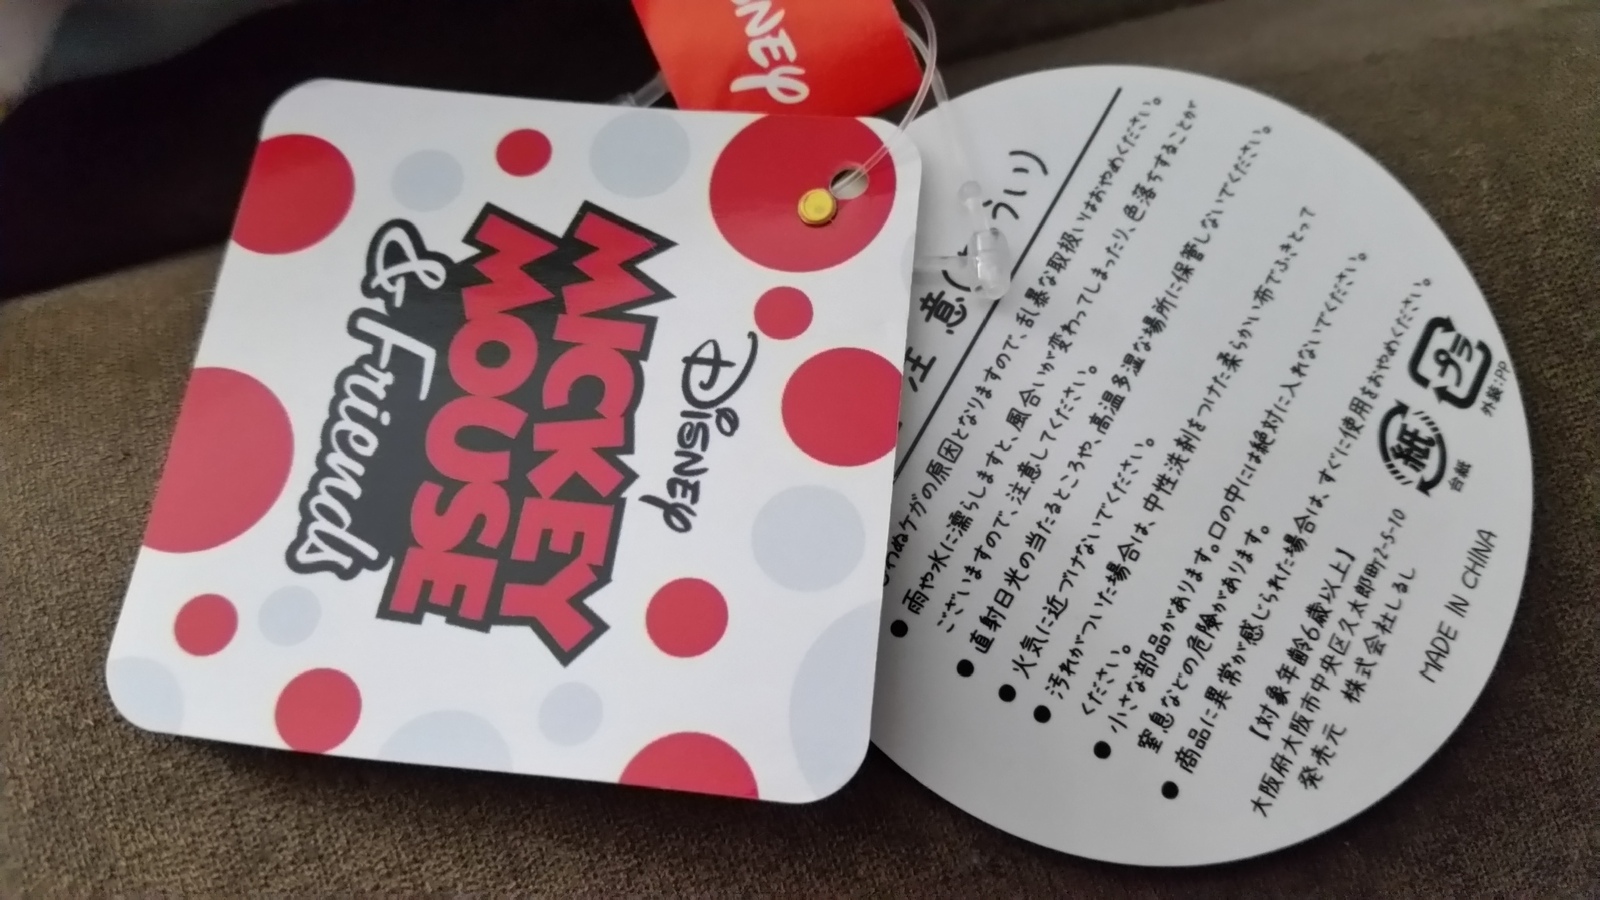 DISNEY
Disney
MICKEY
MOUSE
& Friends
注意
わぬケガの原因となりますので、乱暴な取扱いはおやめください。
● 雨や水に濡らしますと、風合いが変わってしまったり、色落ちすることが
ございますので、注意してください。
● 直射日光の当たるところや、高温多湿な場所に保管しないでください。
● 火気に近づけないでください。
● 汚れがついた場合は、中性洗剤をつけた柔らかい布でふきとって
ください。
● 小さな部品があります。口の中には絶対に入れないでください。
窒息などの危険があります。
● 商品に異常が感じられた場合は、すぐに使用をおやめください。
【対象年齢6歳以上】
大阪府大阪市中央区久太郎町2-5-10
発売元 株式会社しるし
プラ
外装:PP
紙
台紙
MADE IN CHINA